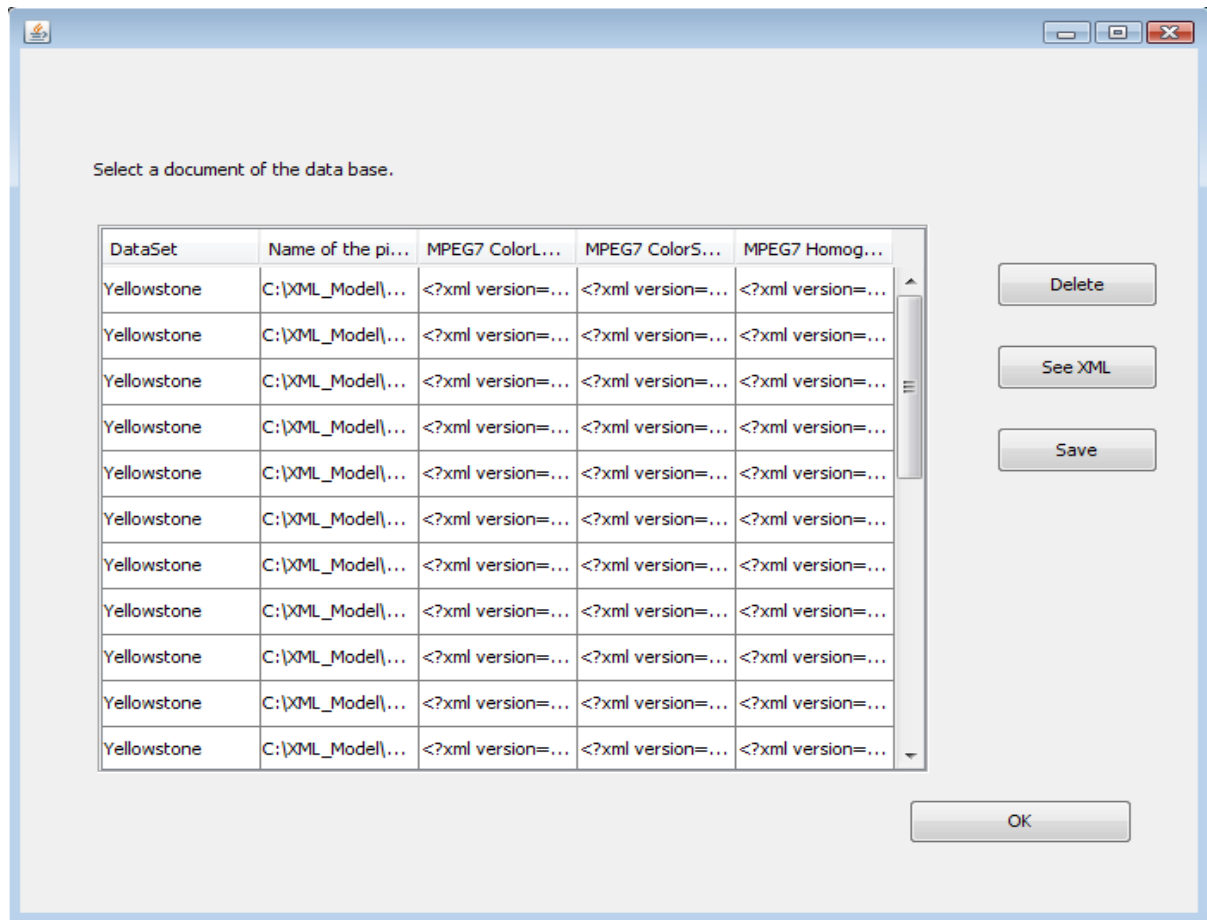 Select a document of the data base.
DataSet Name of the pi... MPEG7 ColorL... MPEG7 ColorS... MPEG7 Homog...
Yellowstone C:\XML_Model\... <?xml version=... <?xml version=... <?xml version=...
Yellowstone C:\XML_Model\... <?xml version=... <?xml version=... <?xml version=...
Yellowstone C:\XML_Model\... <?xml version=... <?xml version=... <?xml version=...
Yellowstone C:\XML_Model\... <?xml version=... <?xml version=... <?xml version=...
Yellowstone C:\XML_Model\... <?xml version=... <?xml version=... <?xml version=...
Yellowstone C:\XML_Model\... <?xml version=... <?xml version=... <?xml version=...
Yellowstone C:\XML_Model\... <?xml version=... <?xml version=... <?xml version=...
Yellowstone C:\XML_Model\... <?xml version=... <?xml version=... <?xml version=...
Yellowstone C:\XML_Model\... <?xml version=... <?xml version=... <?xml version=...
Yellowstone C:\XML_Model\... <?xml version=... <?xml version=... <?xml version=...
Yellowstone C:\XML_Model\... <?xml version=... <?xml version=... <?xml version=...
Delete
See XML
Save
OK